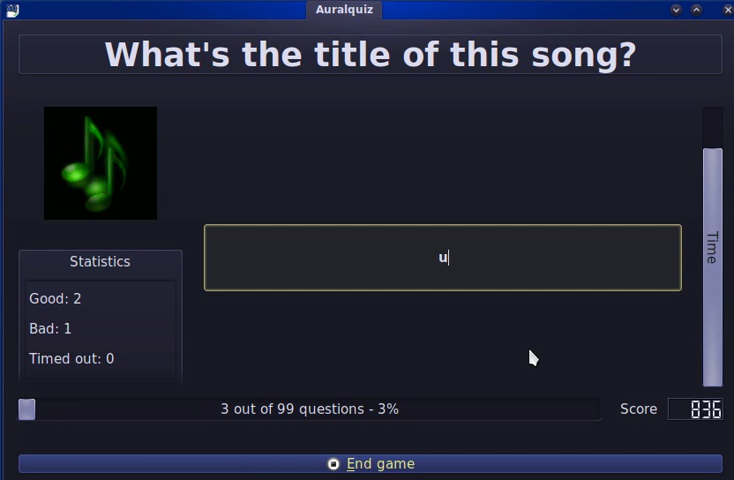 Auralquiz
What's the title of this song?
u
Time
Statistics
Good: 2
Bad: 1
Timed out: 0
3 out of 99 questions - 3%
Score
836
End game